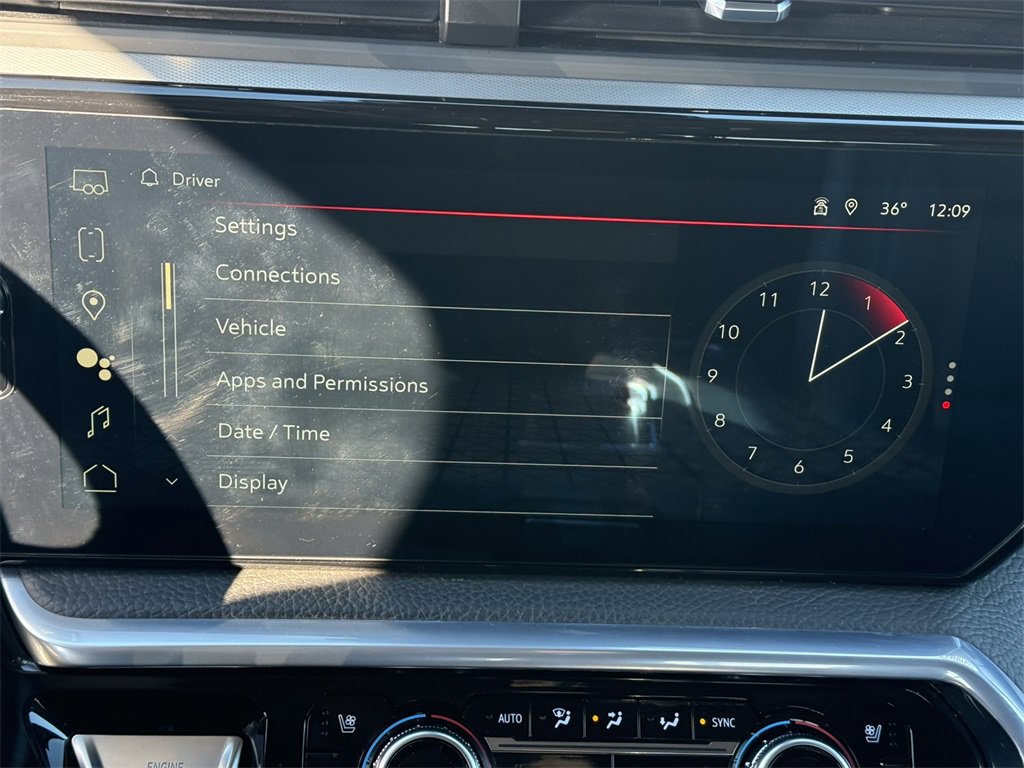 Driver
36° 12:09
Settings
Connections
Vehicle
Apps and Permissions
Date / Time
Display
12
1
2
3
4
5
6
7
8
9
10
11
AUTO
SYNC
ENGINE